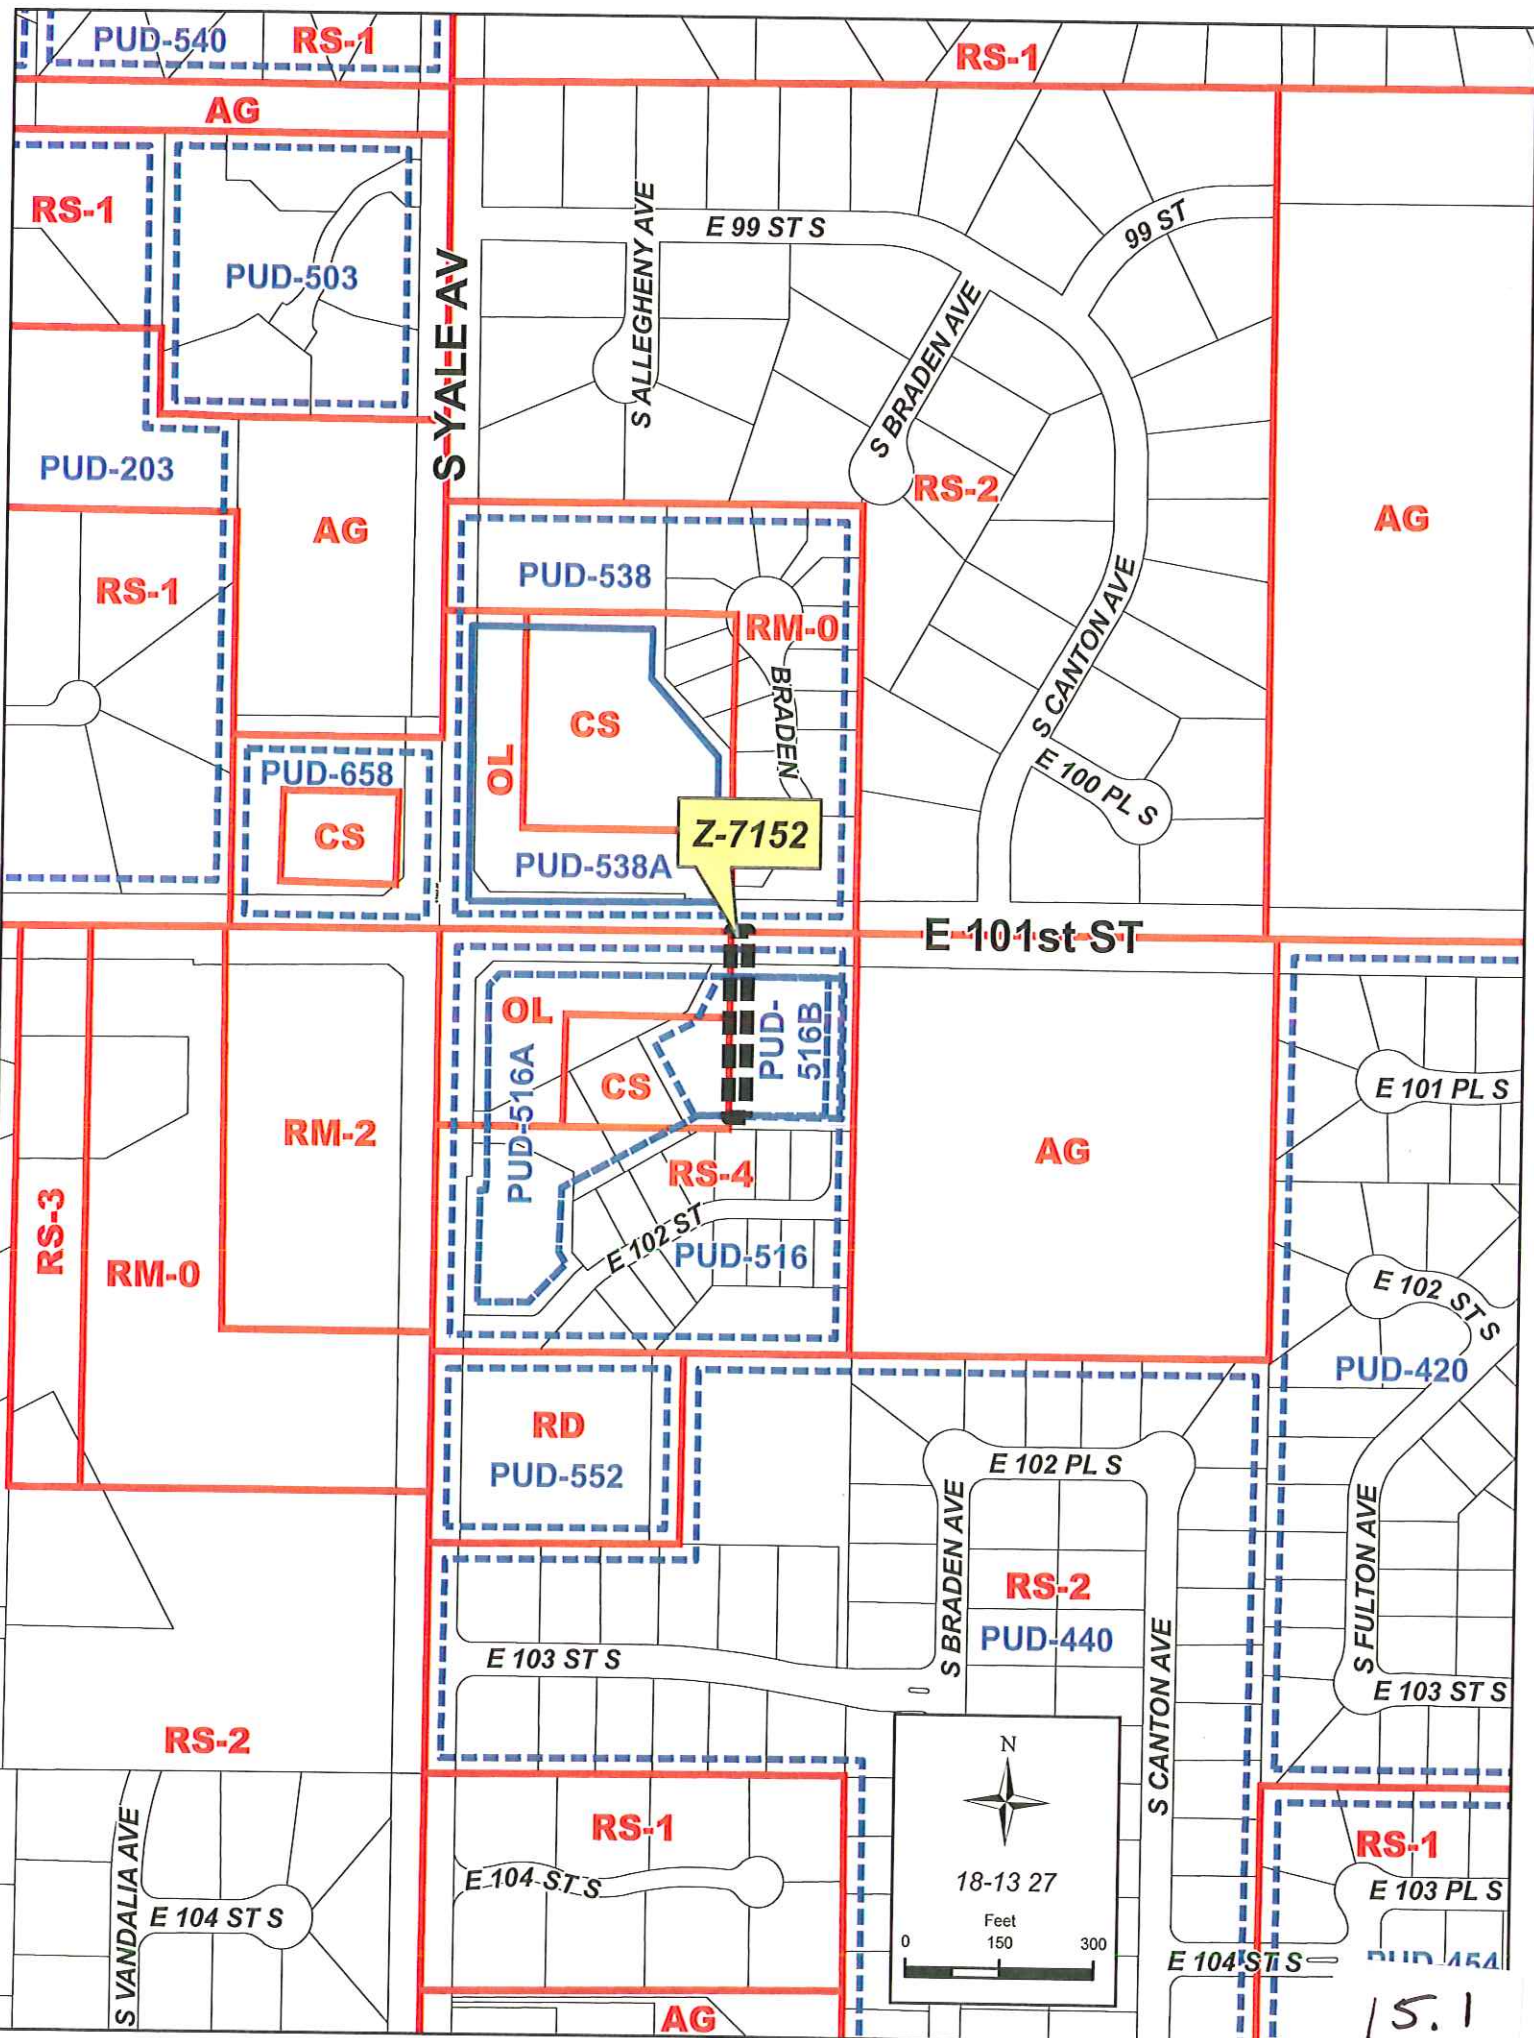 PUD-540
RS-1
RS-1
AG
RS-1
S ALLEGHENY AVE
E 99 ST S
99 ST
PUD-503
S YALE AV
S BRADEN AVE
PUD-203
RS-2
AG
AG
RS-1
PUD-538
RM-0
S CANTON AVE
CS
BRADEN
OL
PUD-658
E 100 PL S
CS
Z-7152
PUD-538A
E 101st ST
OL
PUD-
516B
CS
PUD-516A
E 101 PL S
RM-2
AG
RS-4
RS-3
E 102 ST
PUD-516
RM-0
E 102 ST S
PUD-420
RD
PUD-552
E 102 PL S
S BRADEN AVE
S FULTON AVE
RS-2
PUD-440
E 103 ST S
S CANTON AVE
E 103 ST S
RS-2
N
RS-1
RS-1
S VANDALIA AVE
E 104 ST S
18-13 27
E 103 PL S
E 104 ST S
Feet
0 150 300
E 104 ST S
PUD-454
AG
15.1